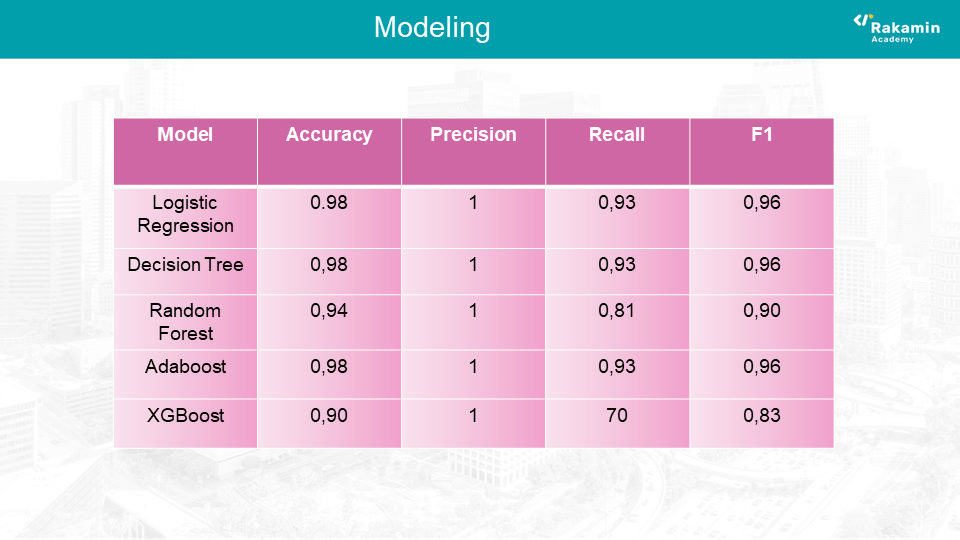 Modeling
Rakamin
Academy
Model Accuracy Precision Recall F1
Logistic
Regression 0.98 1 0,93 0,96
Decision Tree 0,98 1 0,93 0,96
Random
Forest 0,94 1 0,81 0,90
Adaboost 0,98 1 0,93 0,96
XGBoost 0,90 1 70 0,83